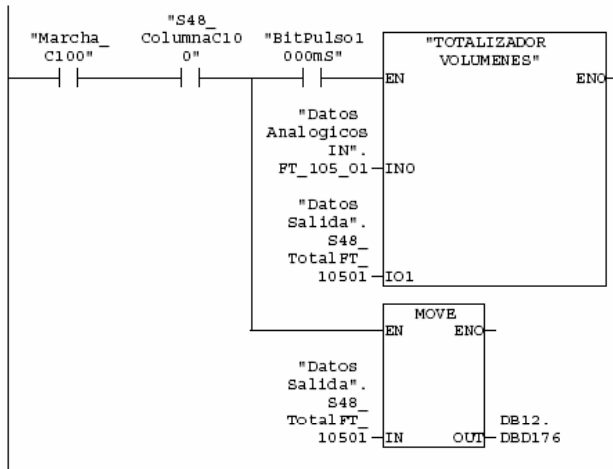 "Marcha_
C100"
"S48_
ColumnaC10
0"
"BitPulso1
000mS"
"TOTALIZADOR
VOLUMENES"
EN
ENO
"Datos
Analogicos
IN".
FT_105_01
IN0
"Datos
Salida".
S48_
TotalFT_
10501
IO1
MOVE
EN
ENO
"Datos
Salida".
S48_
TotalFT_
10501
IN
OUT
DB12.
DBD176